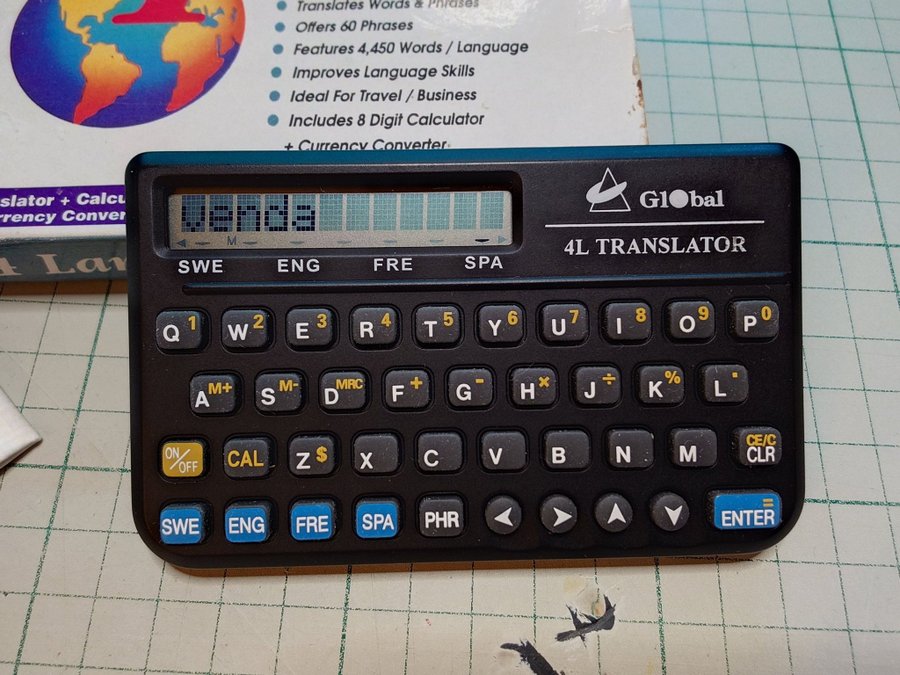 Translates Words & Phrases
Offers 60 Phrases
Features 4,450 Words / Language
Improves Language Skills
Ideal For Travel / Business
Includes 8 Digit Calculator
+ Currency Converter
slator + Calcu
rrency Conver
4 Lan
Global
4L TRANSLATOR
M
SWE ENG FRE SPA
Q 1 W 2 E 3 R 4 T 5 Y 6 U 7 I 8 O 9 P 0
A M+ S M- D MRC F + G - H × J ÷ K % L .
ON/OFF CAL Z $ X C V B N M CE/C CLR
SWE ENG FRE SPA PHR ENTER =